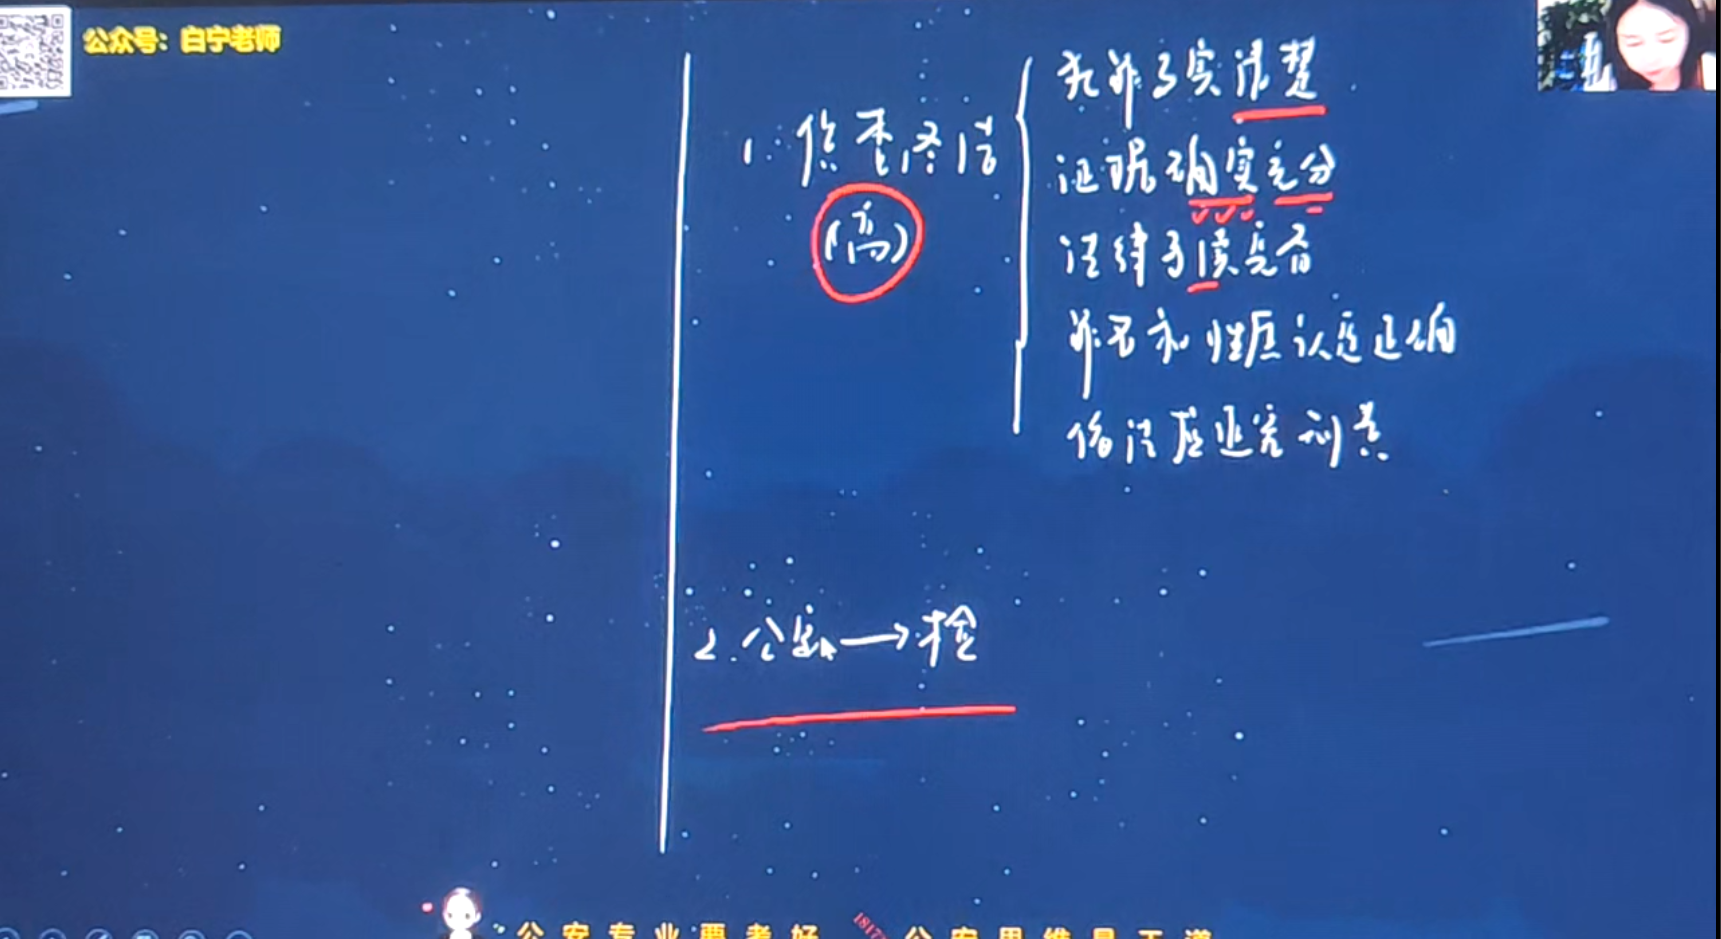 公众号：白宁老师
1. 侦查终结
(高)
犯罪事实清楚
证据确实充分
法律手续完备
罪名和性质认定正确
依法应追究刑责
2. 公安→检
公安专业要考好
公安思维是王道